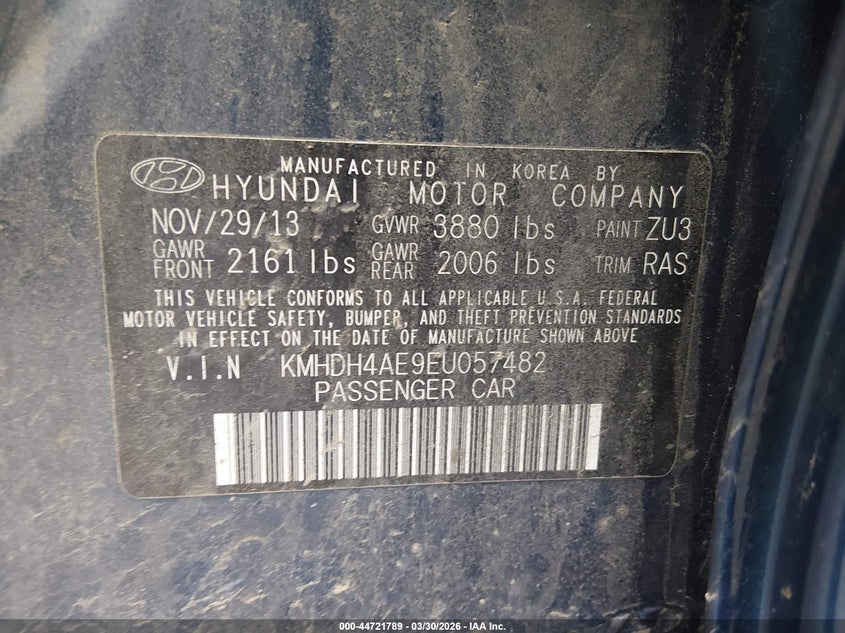 MANUFACTURED IN KOREA BY
HYUNDAI MOTOR COMPANY
NOV/29/13 GVWR 3880 lbs PAINT ZU3
GAWR FRONT 2161 lbs GAWR REAR 2006 lbs TRIM RAS
THIS VEHICLE CONFORMS TO ALL APPLICABLE U.S.A. FEDERAL
MOTOR VEHICLE SAFETY, BUMPER, AND THEFT PREVENTION STANDARDS
IN EFFECT ON THE DATE OF MANUFACTURE SHOWN ABOVE
V.I.N KMHDH4AE9EU057482
PASSENGER CAR
000-44721789 - 03/30/2026 - IAA Inc.